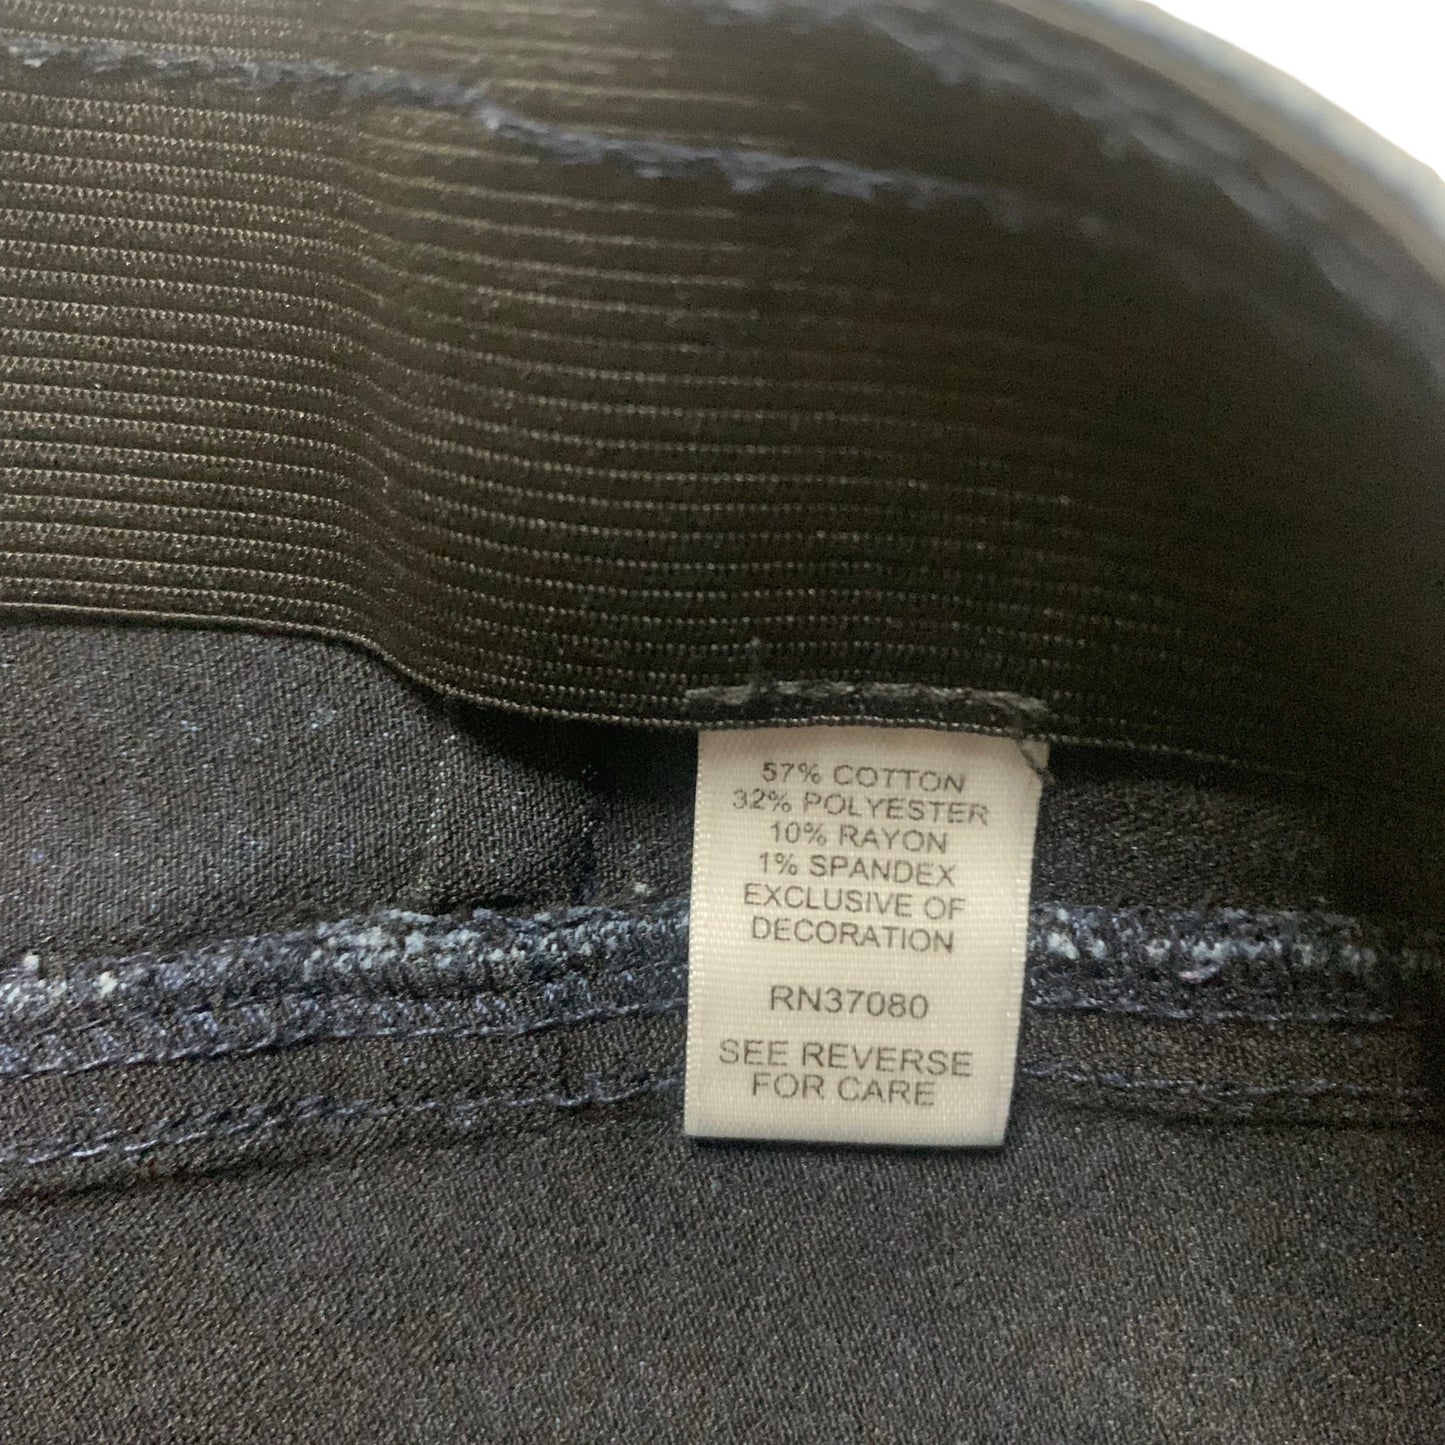 57% COTTON
32% POLYESTER
10% RAYON
1% SPANDEX
EXCLUSIVE OF
DECORATION
RN37080
SEE REVERSE
FOR CARE